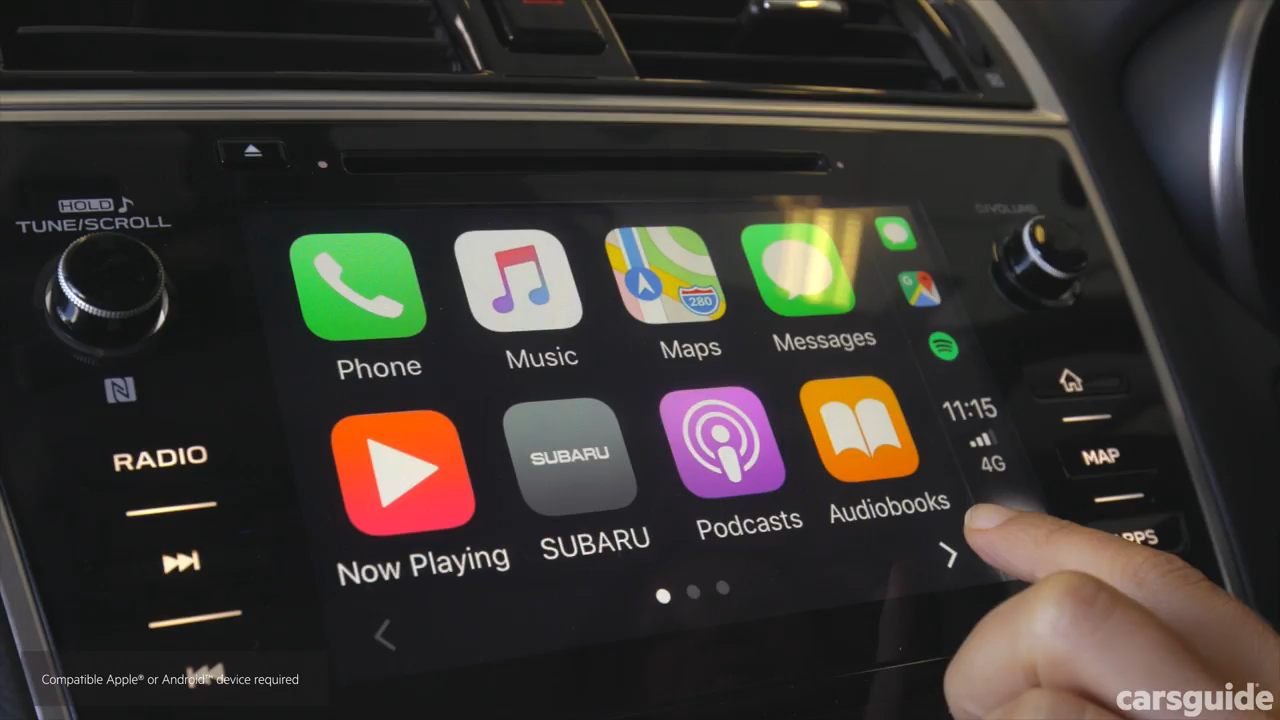 HOLD
TUNE/SCROLL
Phone
Music
Maps
280
Messages
Now Playing
SUBARU
SUBARU
Podcasts
Audiobooks
11:15
4G
RADIO
MAP
Compatible Apple® or Android™ device required
carsguide